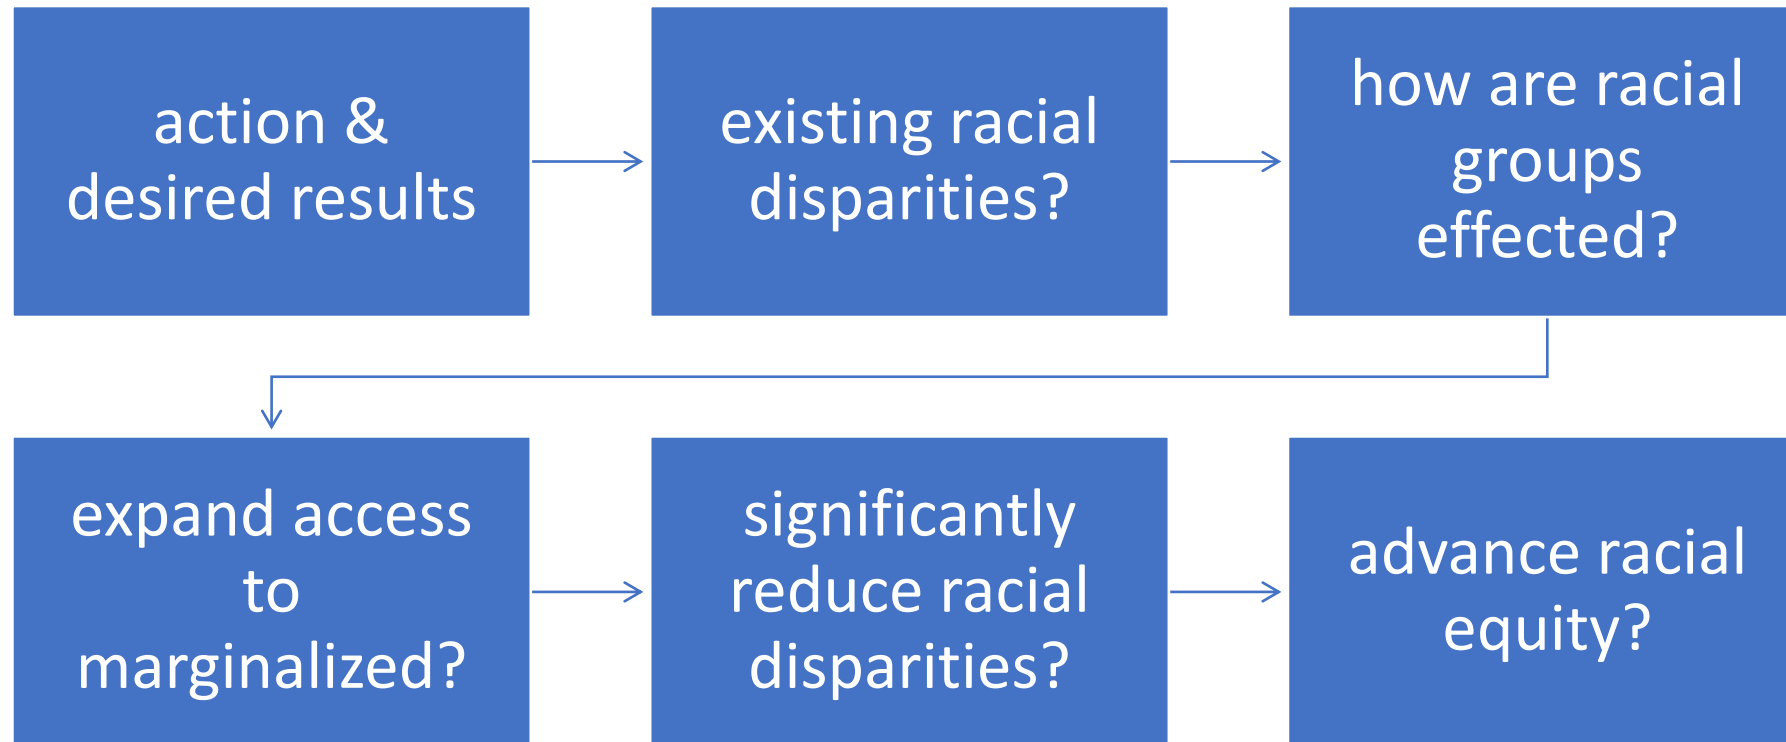 action &
desired results
existing racial
disparities?
how are racial
groups
effected?
expand access
to
marginalized?
significantly
reduce racial
disparities?
advance racial
equity?